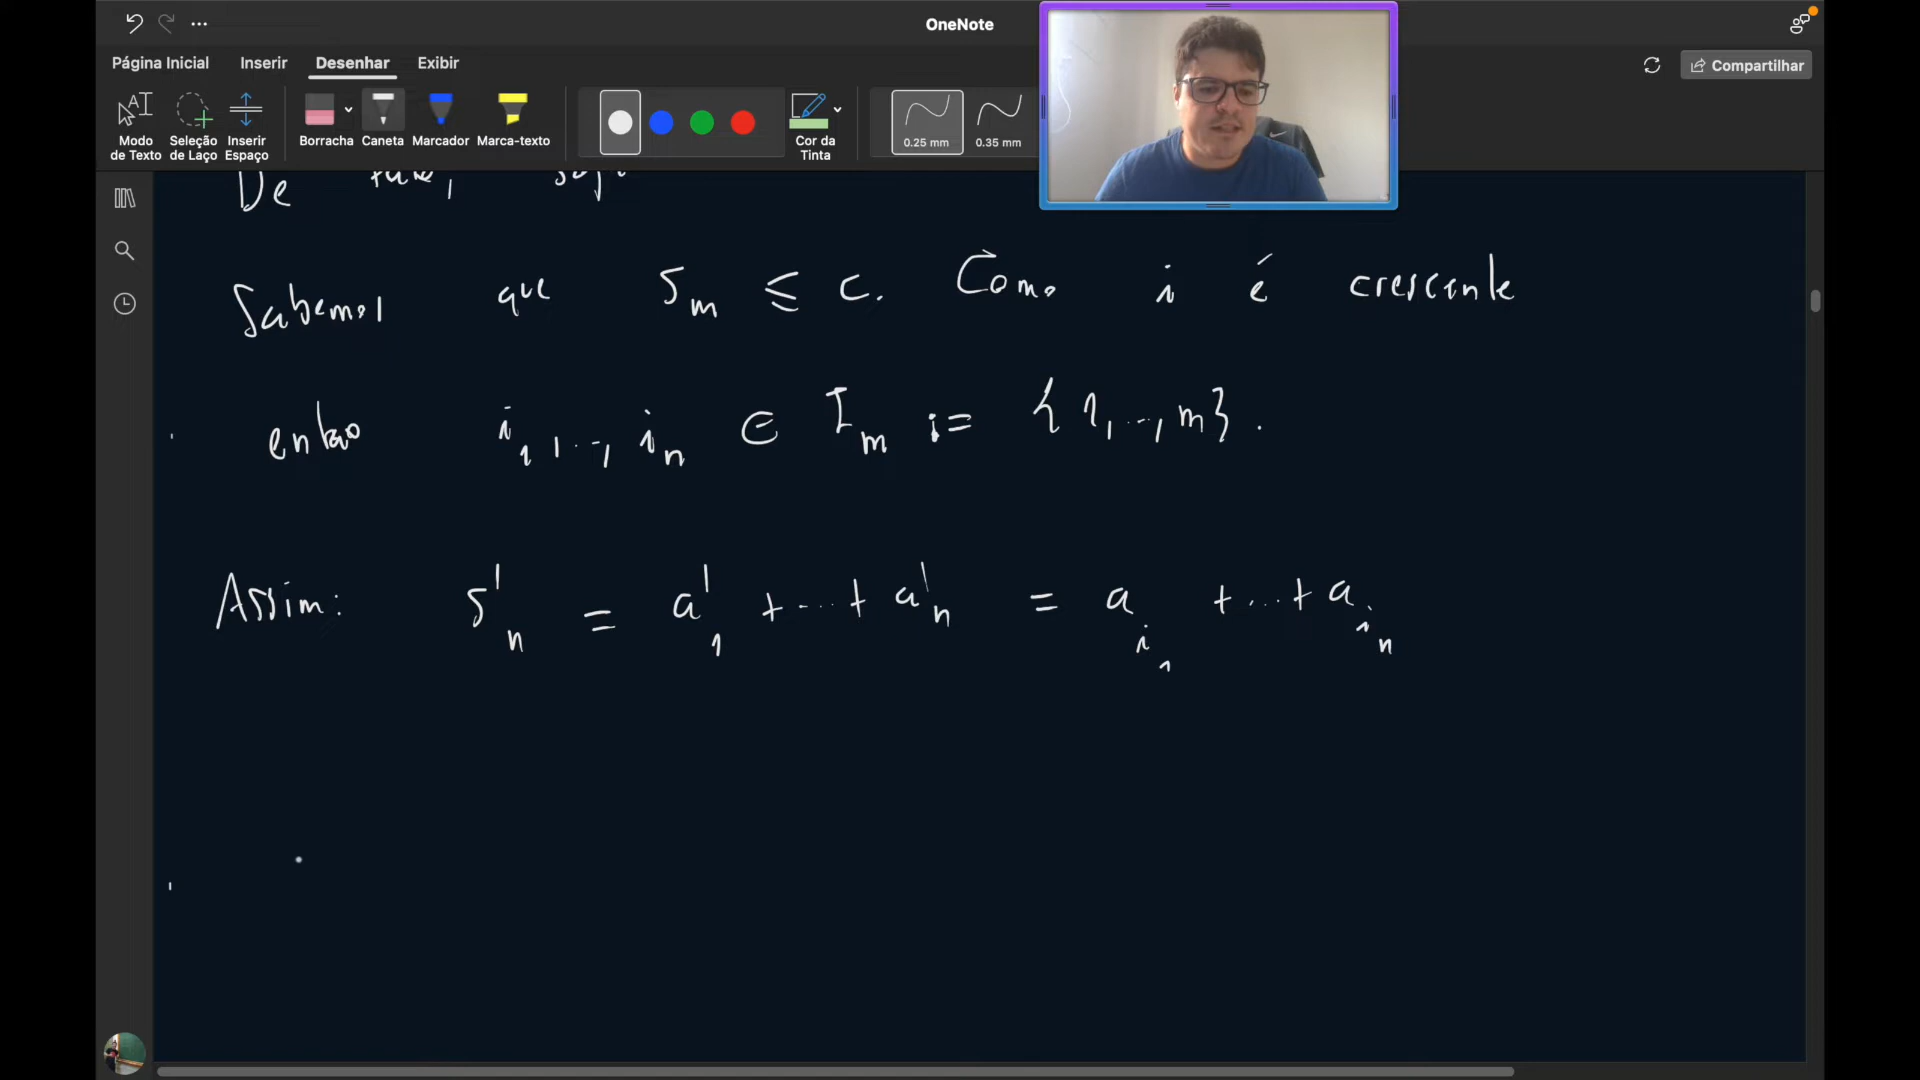 OneNote
Página Inicial Inserir Desenhar Exibir
Compartilhar
Modo de Texto Seleção de Laço Inserir Espaço Borracha Caneta Marcador Marca-texto Cor da Tinta 0.25 mm 0.35 mm
De
Sabemos que S_m ≤ c. Como i é crescente
então i_1, ..., i_n ∈ I_m := {1, ..., m}.
Assim: S'_n = a'_1 + ... + a'_n = a_{i_1} + ... + a_{i_n}